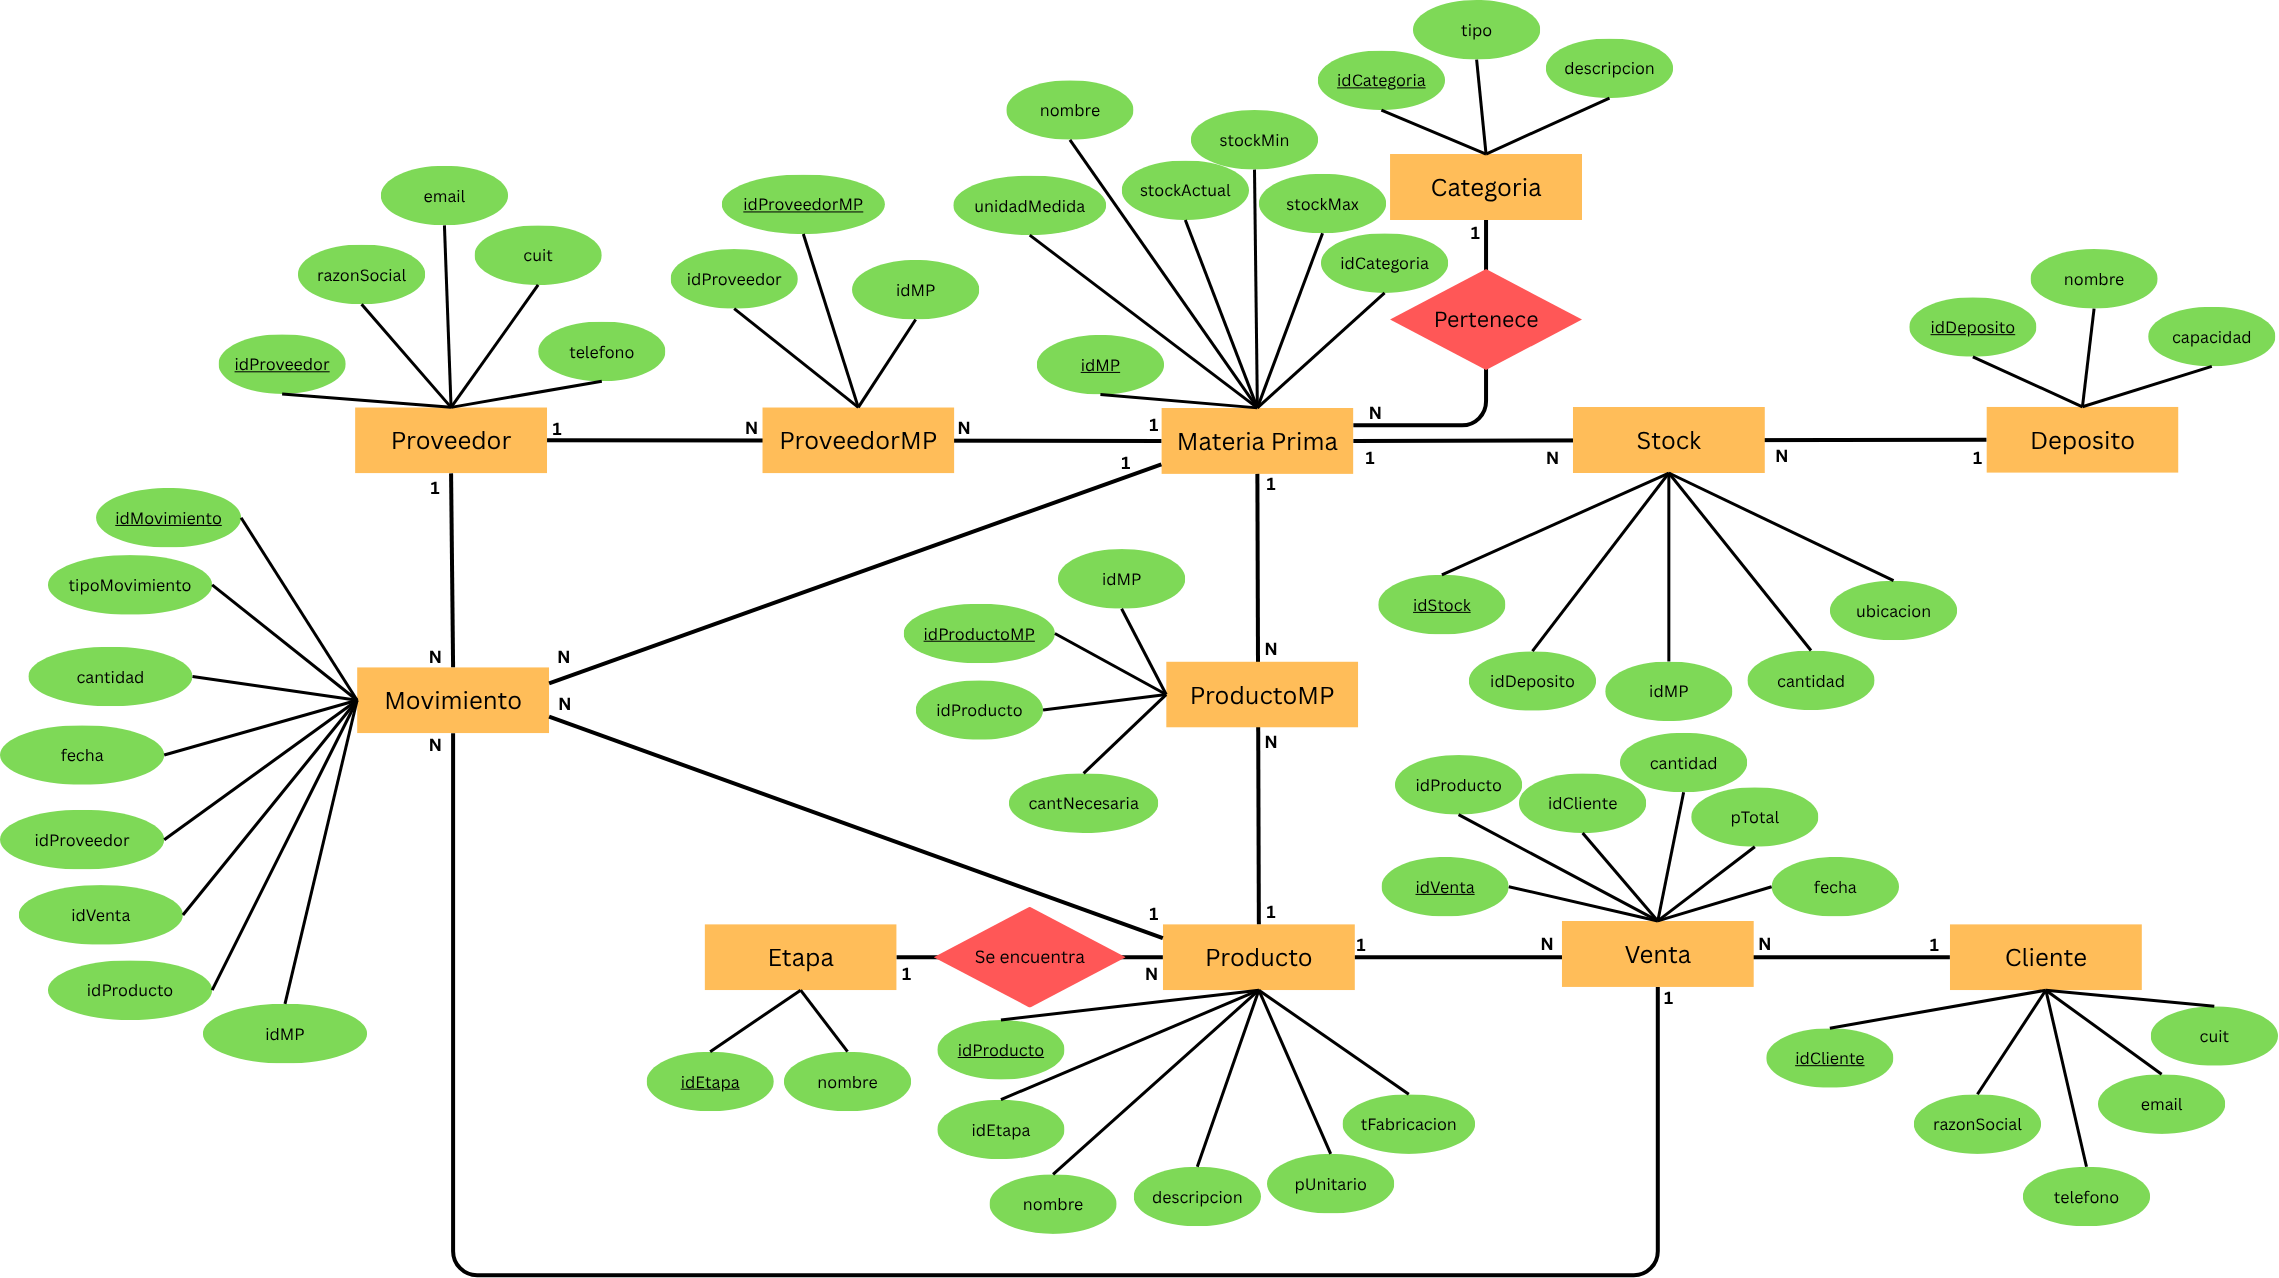 tipo
idCategoria
descripcion
Categoria
1
Pertenece
N
nombre
stockMin
stockActual
stockMax
unidadMedida
idCategoria
idMP
email
razonSocial
cuit
idProveedor
telefono
idProveedorMP
idProveedor
idMP
nombre
idDeposito
capacidad
Proveedor
1
N
ProveedorMP
N
1
Materia Prima
1
N
Stock
N
1
Deposito
1
1
1
idMovimiento
tipoMovimiento
cantidad
fecha
idProveedor
idVenta
idProducto
idMP
N
N
Movimiento
N
N
idMP
idProductoMP
idProducto
cantNecesaria
N
ProductoMP
N
1
1
idStock
idDeposito
idMP
cantidad
ubicacion
cantidad
idProducto
idCliente
pTotal
idVenta
fecha
Etapa
1
Se encuentra
N
Producto
1
N
Venta
N
1
Cliente
1
idEtapa
nombre
idProducto
idEtapa
nombre
descripcion
pUnitario
tFabricacion
idCliente
razonSocial
telefono
email
cuit